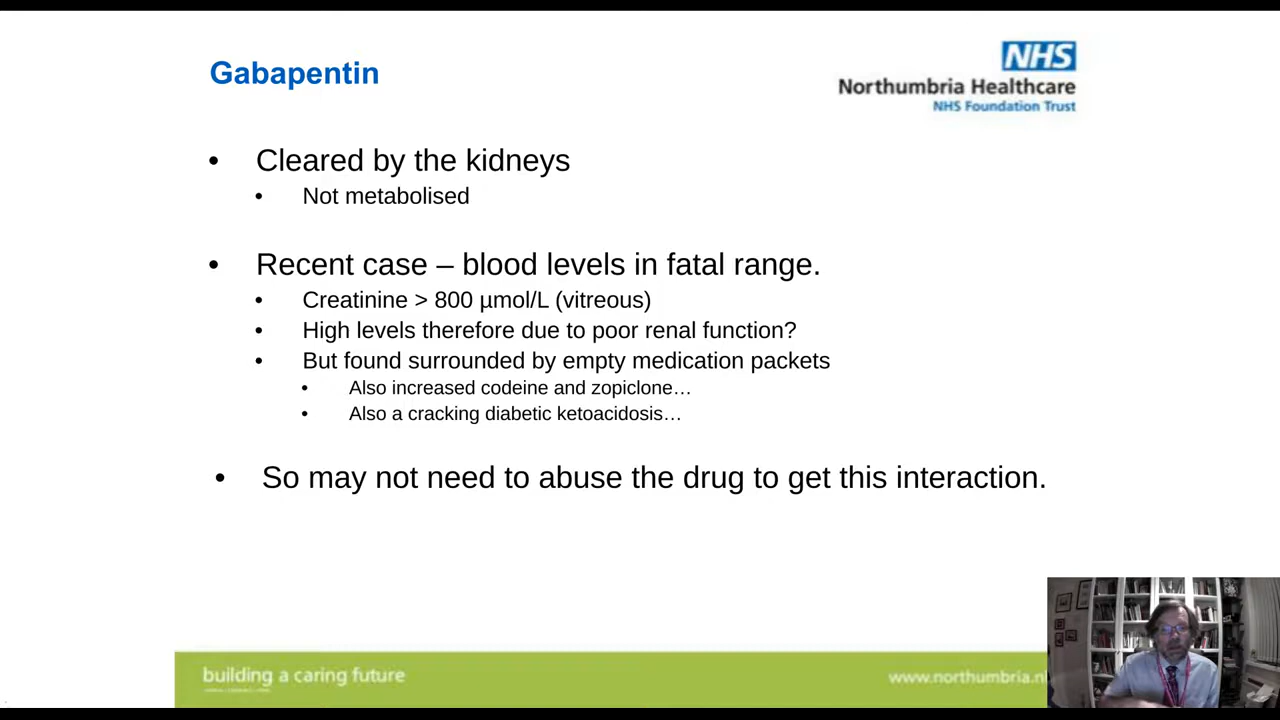 Gabapentin
NHS
Northumbria Healthcare
NHS Foundation Trust
• Cleared by the kidneys
• Not metabolised
• Recent case – blood levels in fatal range.
• Creatinine > 800 µmol/L (vitreous)
• High levels therefore due to poor renal function?
• But found surrounded by empty medication packets
• Also increased codeine and zopiclone…
• Also a cracking diabetic ketoacidosis…
• So may not need to abuse the drug to get this interaction.
building a caring future
www.northumbria.n